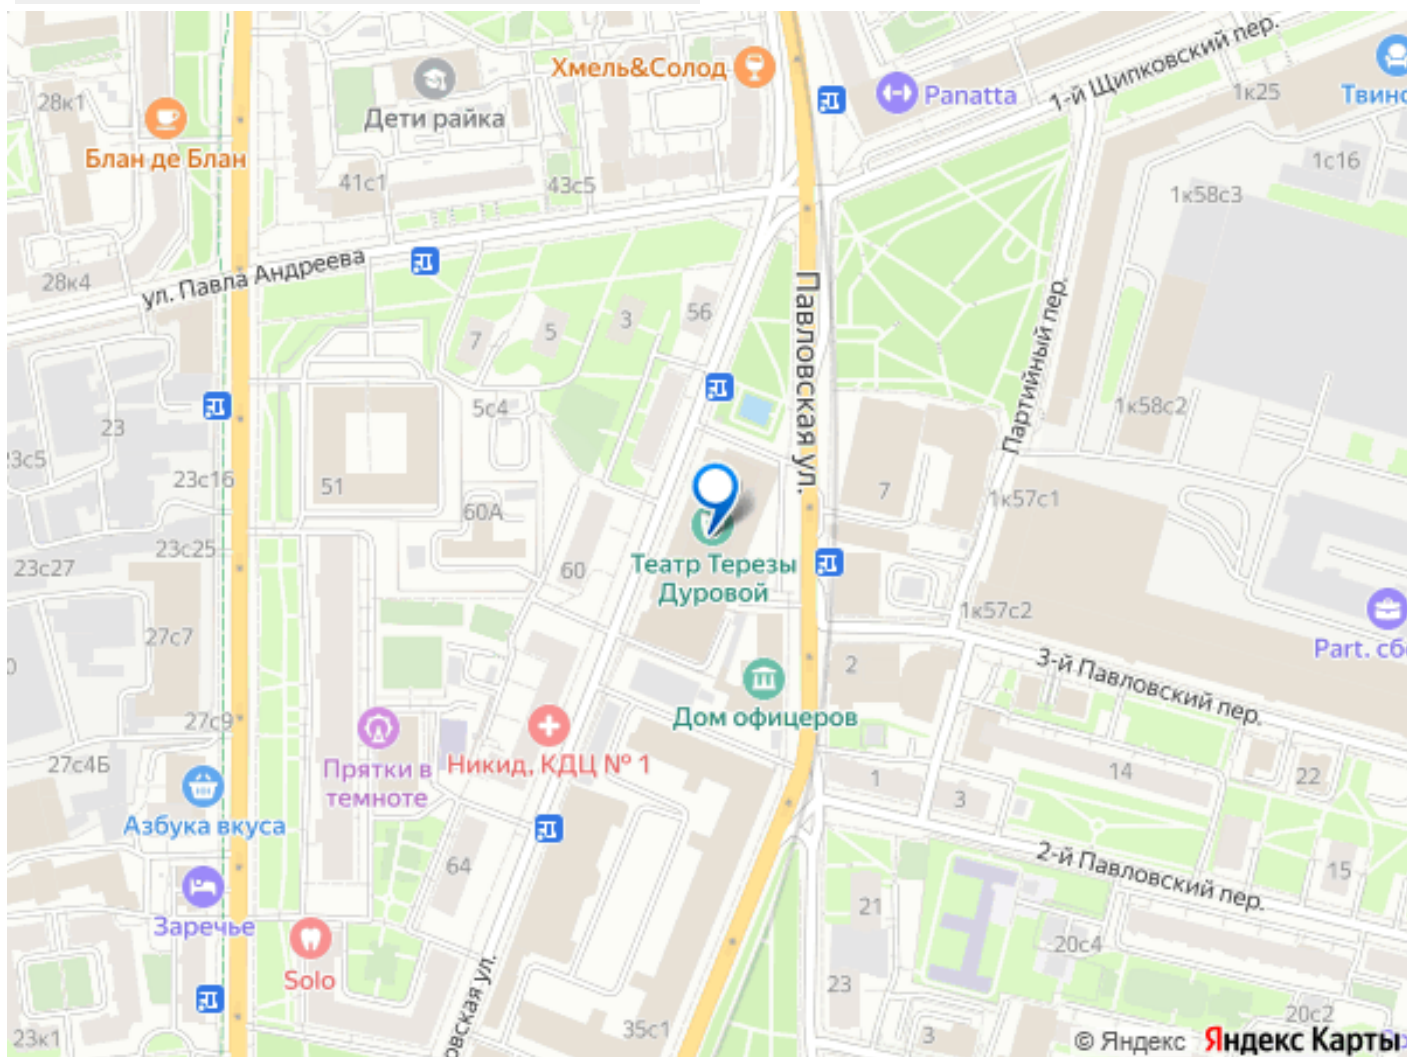 Хмель&Солод
1-й Щипковский пер.
Panatta
1к25
28к1
Дети райка
Блан де Блан
41с1
43с5
1с16
1к58с3
28к4
ул. Павла Андреева
Павловская ул.
Партийный пер.
7
5
3
56
5с4
1к58с2
23
23с16
51
60А
7
1к57с1
23с25
23с27
60
Театр Терезы
Дуровой
1к57с2
27с7
2
3-й Павловский пер.
Дом офицеров
27с9
27с4Б
Прятки в
темноте
Никид, КДЦ № 1
1
3
14
22
Азбука вкуса
64
2-й Павловский пер.
15
Заречье
21
20с4
Solo
23
35с1
3
20с2
23к1
© Яндекс Яндекс Карты